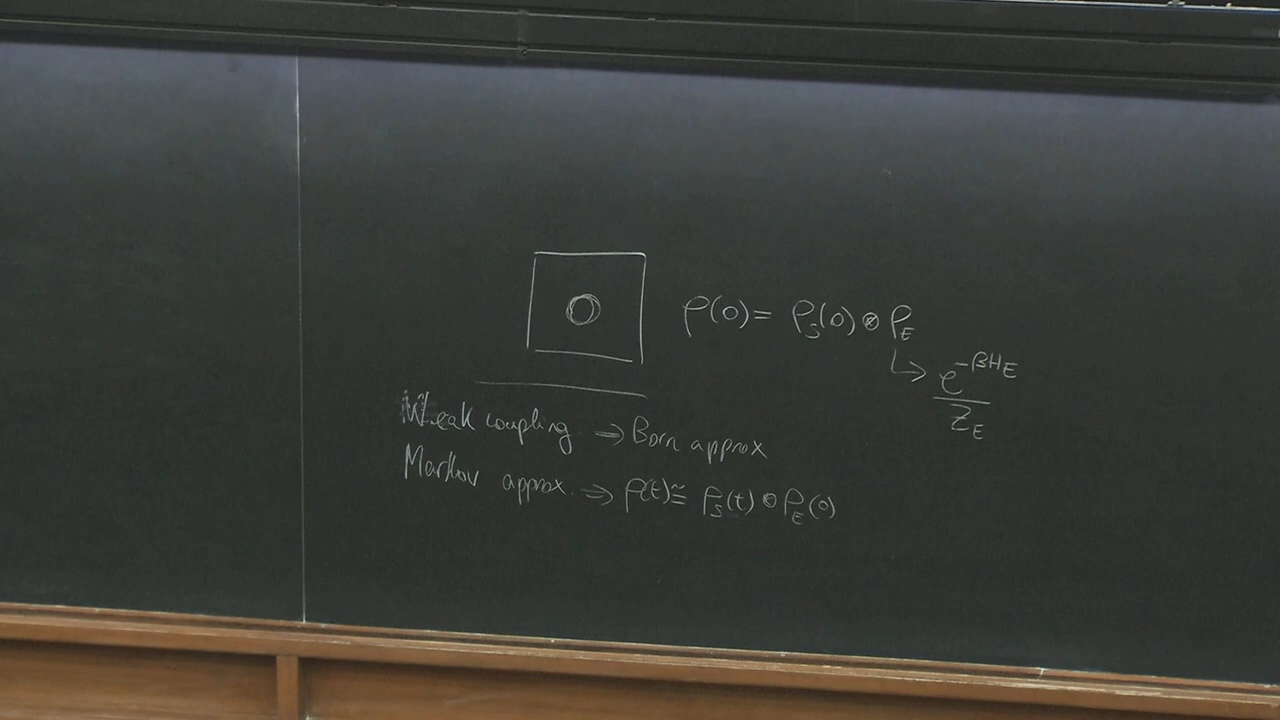 ρ(0) = ρ_S(0) ⊗ ρ_E
↳ e^{-βH_E} / Z_E
Weak coupling ⇒ Born approx
Markov approx. ⇒ ρ(t) ≅ ρ_S(t) ⊗ ρ_E(0)